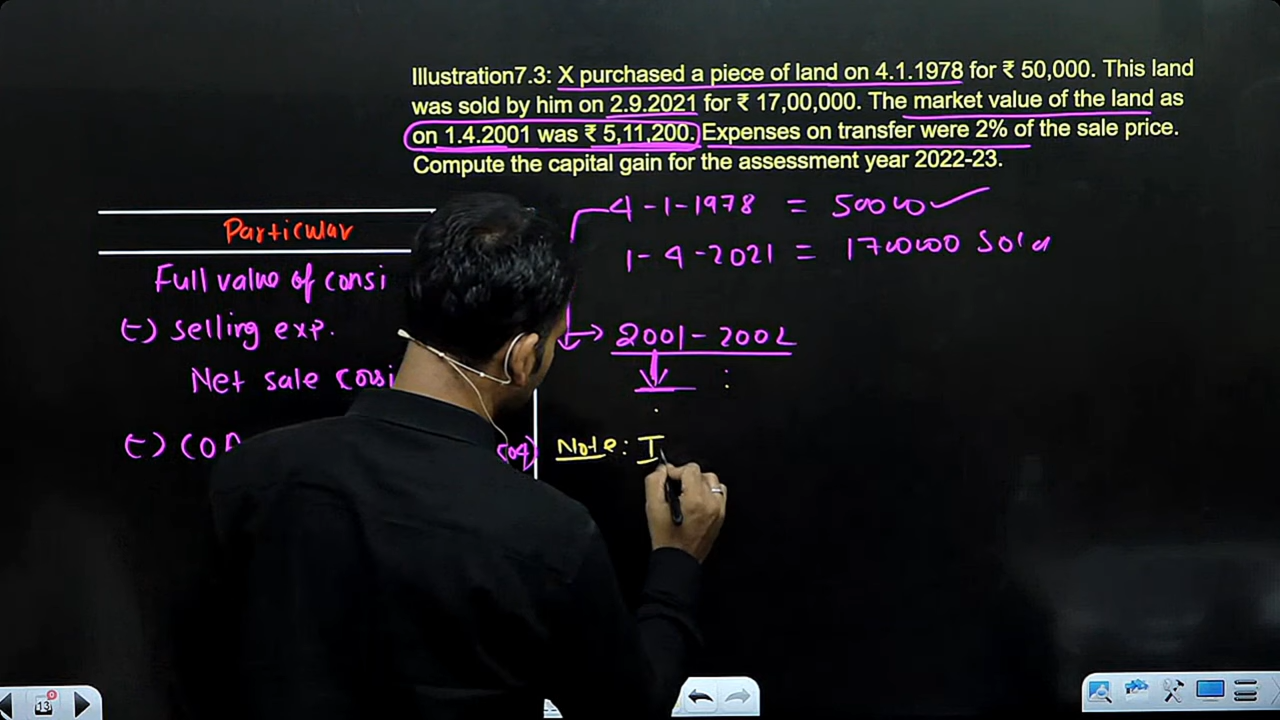 Illustration7.3: X purchased a piece of land on 4.1.1978 for ₹ 50,000. This land
was sold by him on 2.9.2021 for ₹ 17,00,000. The market value of the land as
on 1.4.2001 was ₹ 5,11,200. Expenses on transfer were 2% of the sale price.
Compute the capital gain for the assessment year 2022-23.
4-1-1978 = 50000
1-4-2021 = 1700000 Sold
Particular
Full value of consi
(-) selling exp.
Net sale consi
2001-2002
(-) CO
Note: I
13